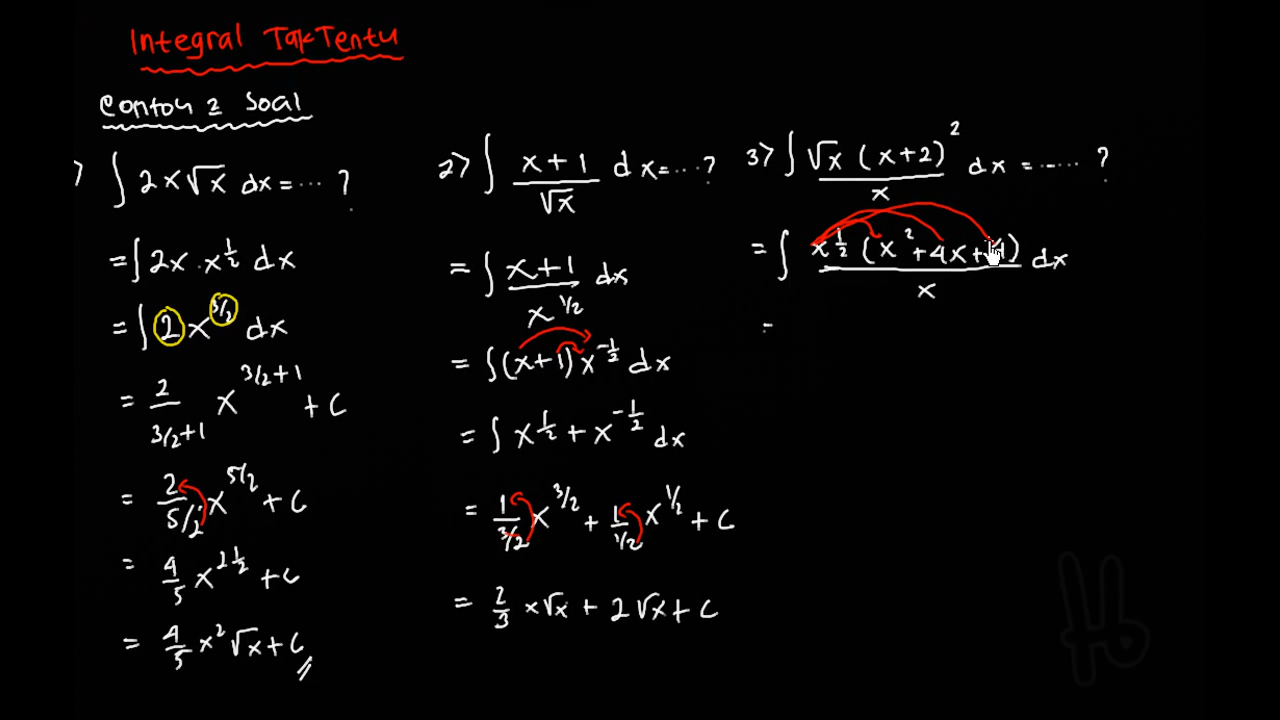 Integral Tak Tentu
Contoh 2 Soal
) ∫ 2x√x dx = ... ?
= ∫ 2x · x^(1/2) dx
= ∫ 2 x^(3/2) dx
= 2/(3/2+1) x^(3/2+1) + C
= 2/(5/2) x^(5/2) + C
= 4/5 x^(2 1/2) + C
= 4/5 x² √x + C //
2) ∫ (x+1)/√x dx = ... ?
= ∫ (x+1)/x^(1/2) dx
= ∫ (x+1) x^(-1/2) dx
= ∫ x^(1/2) + x^(-1/2) dx
= 1/(3/2) x^(3/2) + 1/(1/2) x^(1/2) + C
= 2/3 x√x + 2√x + C
3) ∫ √x (x+2)²/x dx = ... ?
= ∫ x^(1/2) (x²+4x+4)/x dx
=